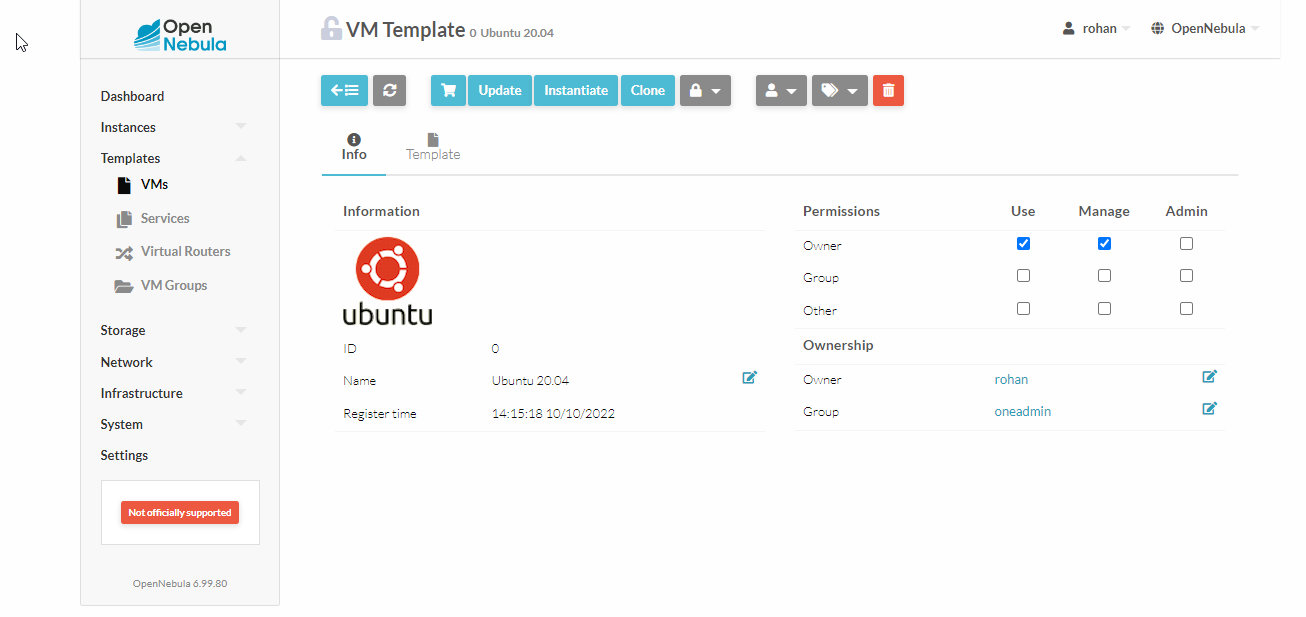 Open
Nebula
VM Template 0 Ubuntu 20.04
rohan
OpenNebula
Dashboard
Instances
Templates
VMs
Services
Virtual Routers
VM Groups
Storage
Network
Infrastructure
System
Settings
Not officially supported
OpenNebula 6.99.80
Update
Instantiate
Clone
Info
Template
Information
ubuntu
ID 0
Name Ubuntu 20.04
Register time 14:15:18 10/10/2022
Permissions Use Manage Admin
Owner
Group
Other
Ownership
Owner rohan
Group oneadmin